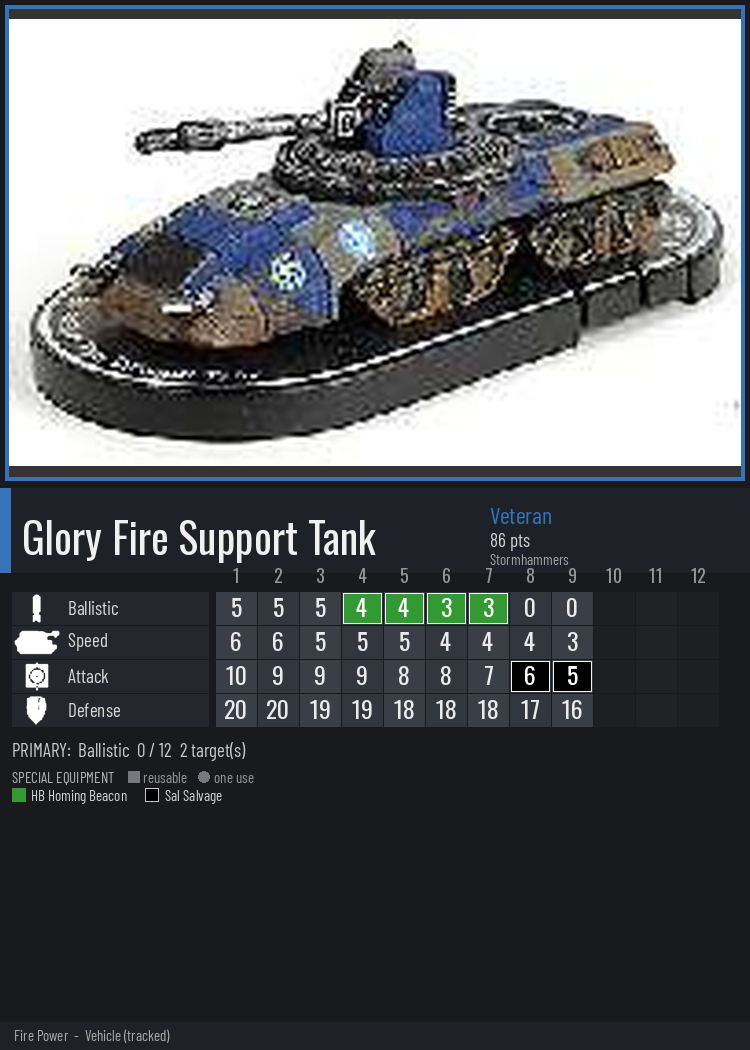 Glory Fire Support Tank
Veteran
86 pts
Stormhammers
1 2 3 4 5 6 7 8 9 10 11 12
Ballistic 5 5 5 4 4 3 3 0 0
Speed 6 6 5 5 5 4 4 4 3
Attack 10 9 9 9 8 8 7 6 5
Defense 20 20 19 19 18 18 18 17 16
PRIMARY: Ballistic 0 / 12 2 target(s)
SPECIAL EQUIPMENT reusable one use
HB Homing Beacon Sal Salvage
Fire Power - Vehicle (tracked)